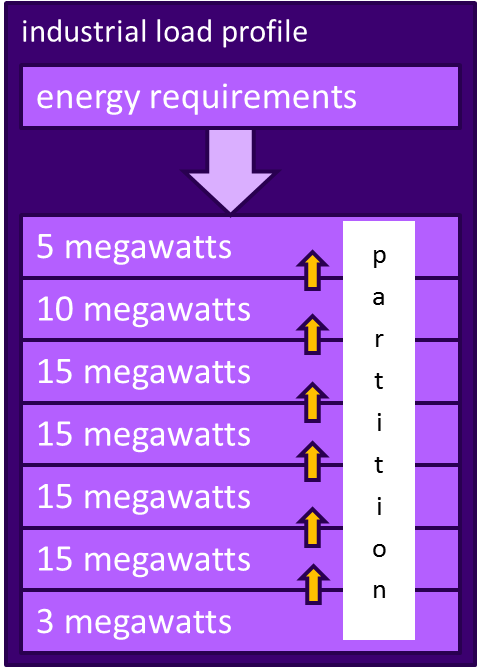 industrial load profile
energy requirements
5 megawatts
10 megawatts
15 megawatts
15 megawatts
15 megawatts
15 megawatts
3 megawatts
partition